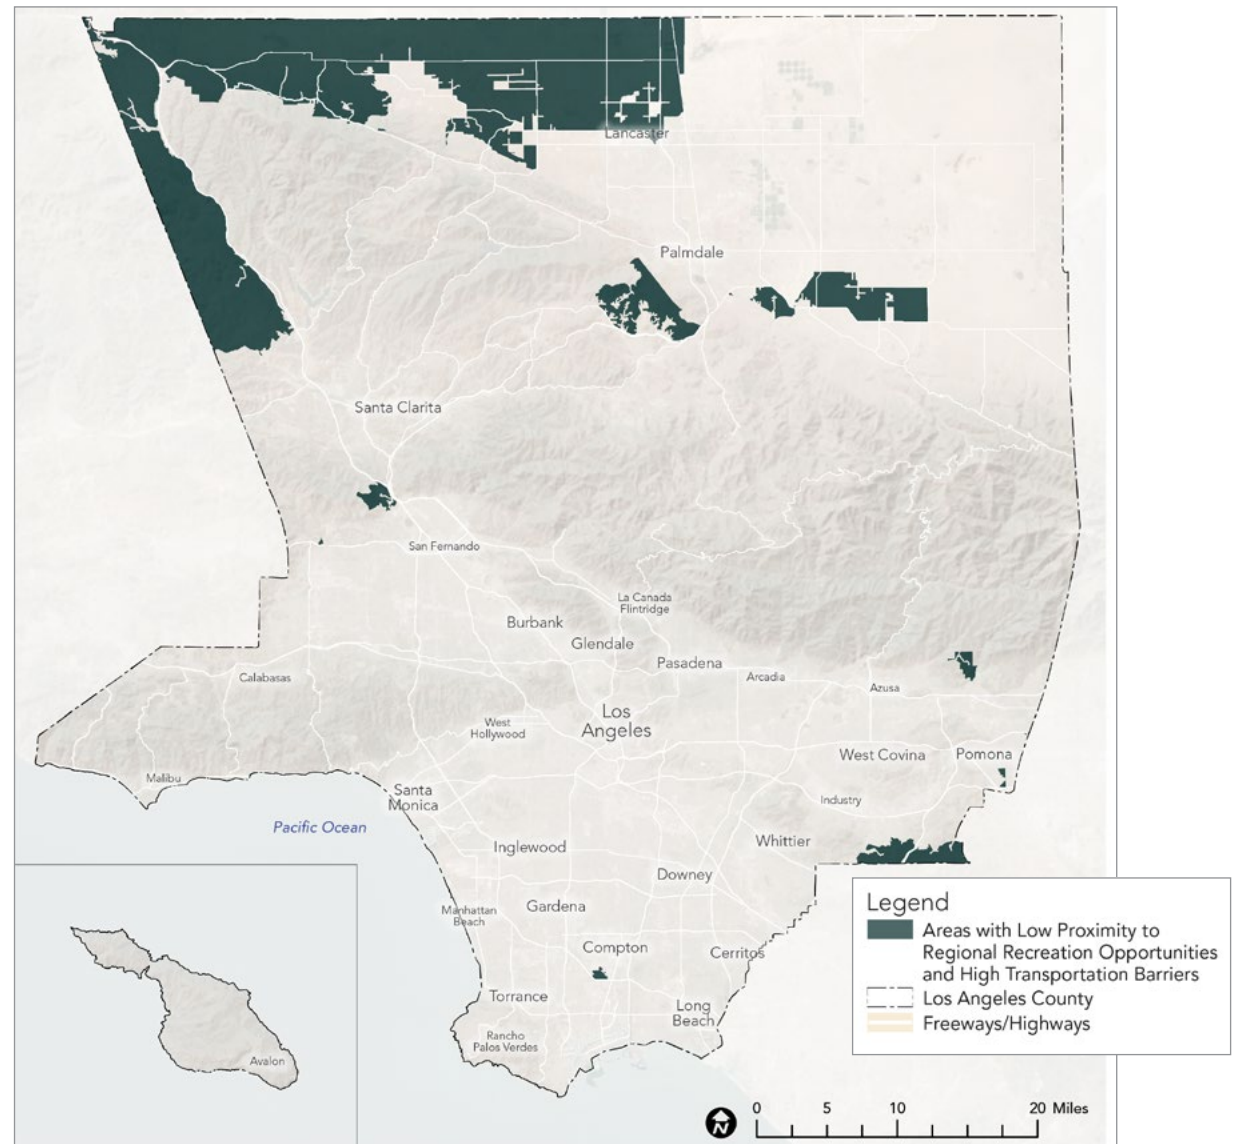 Lancaster
Palmdale
Santa Clarita
San Fernando
La Canada
Flintridge
Burbank
Glendale
Pasadena
Arcadia
Calabasas
Azusa
Los
Angeles
West
Hollywood
West Covina
Pomona
Malibu
Santa
Monica
Industry
Pacific Ocean
Inglewood
Whittier
Downey
Manhattan
Beach
Gardena
Compton
Cerritos
Torrance
Long
Beach
Rancho
Palos Verdes
Avalon
Legend
Areas with Low Proximity to
Regional Recreation Opportunities
and High Transportation Barriers
Los Angeles County
Freeways/Highways
N
0 5 10 20 Miles